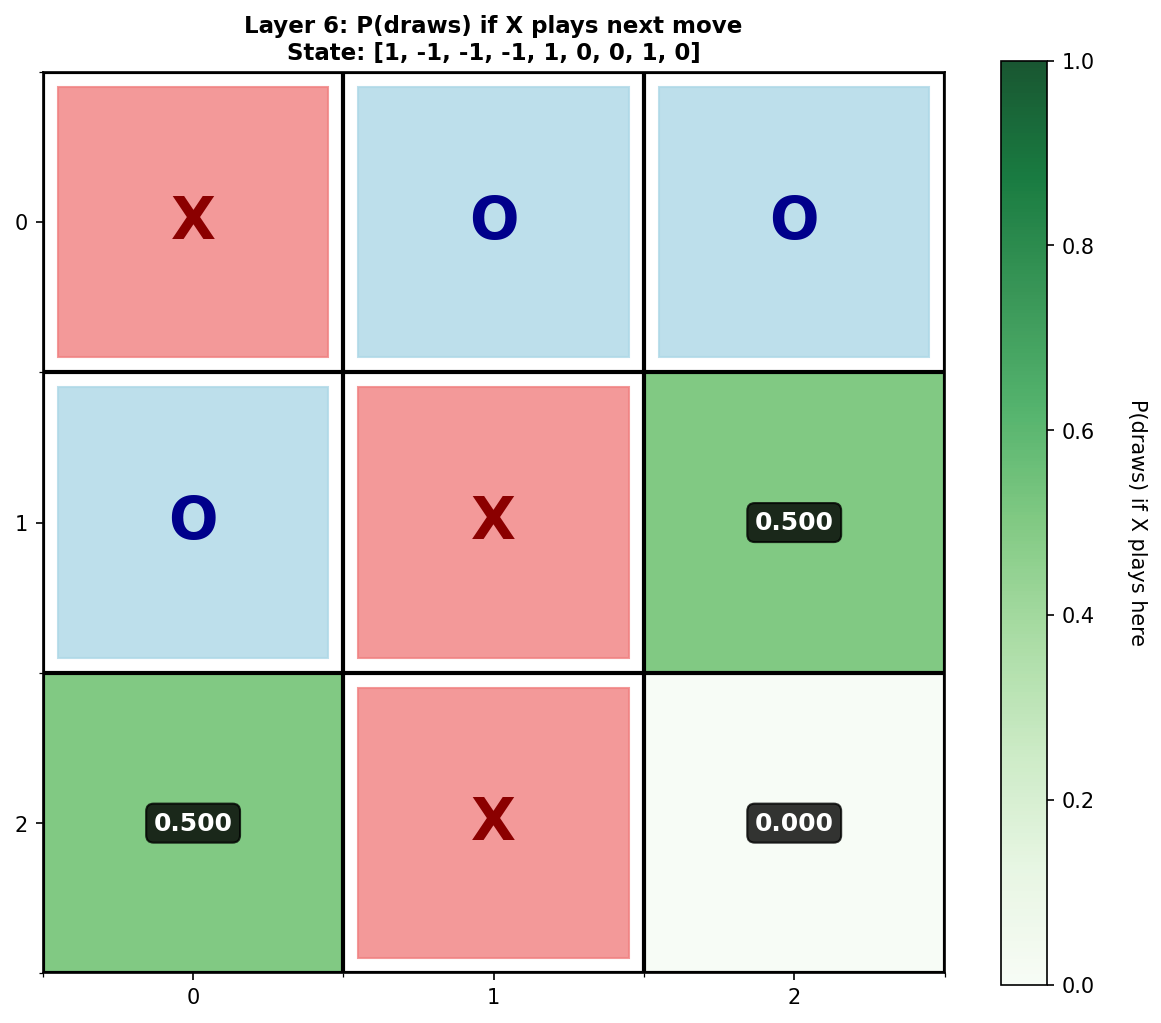 Layer 6: P(draws) if X plays next move
State: [1, -1, -1, -1, 1, 0, 0, 1, 0]
0
X
O
O
1
O
X
0.500
2
0.500
X
0.000
0
1
2
1.0
0.8
0.6
0.4
0.2
0.0
P(draws) if X plays here